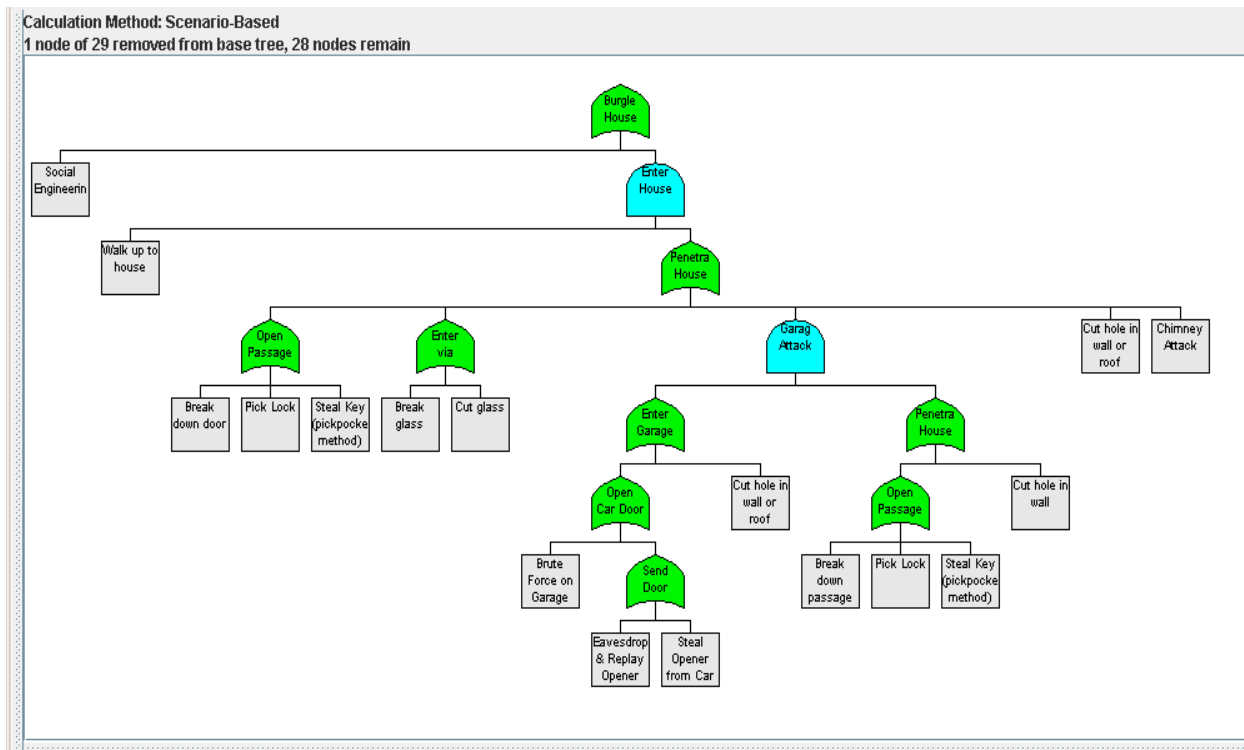 Calculation Method: Scenario-Based
1 node of 29 removed from base tree, 28 nodes remain
Burgle
House
Social
Engineerin
Enter
House
Walk up to
house
Penetra
House
Open
Passage
Enter
via
Garag
Attack
Cut hole in
wall or
roof
Chimney
Attack
Break
down door
Pick Lock
Steal Key
(pickpocke
method)
Break
glass
Cut glass
Enter
Garage
Penetra
House
Open
Car Door
Cut hole in
wall or
roof
Open
Passage
Cut hole in
wall
Brute
Force on
Garage
Send
Door
Break
down
passage
Pick Lock
Steal Key
(pickpocke
method)
Eavesdrop
& Replay
Opener
Steal
Opener
from Car